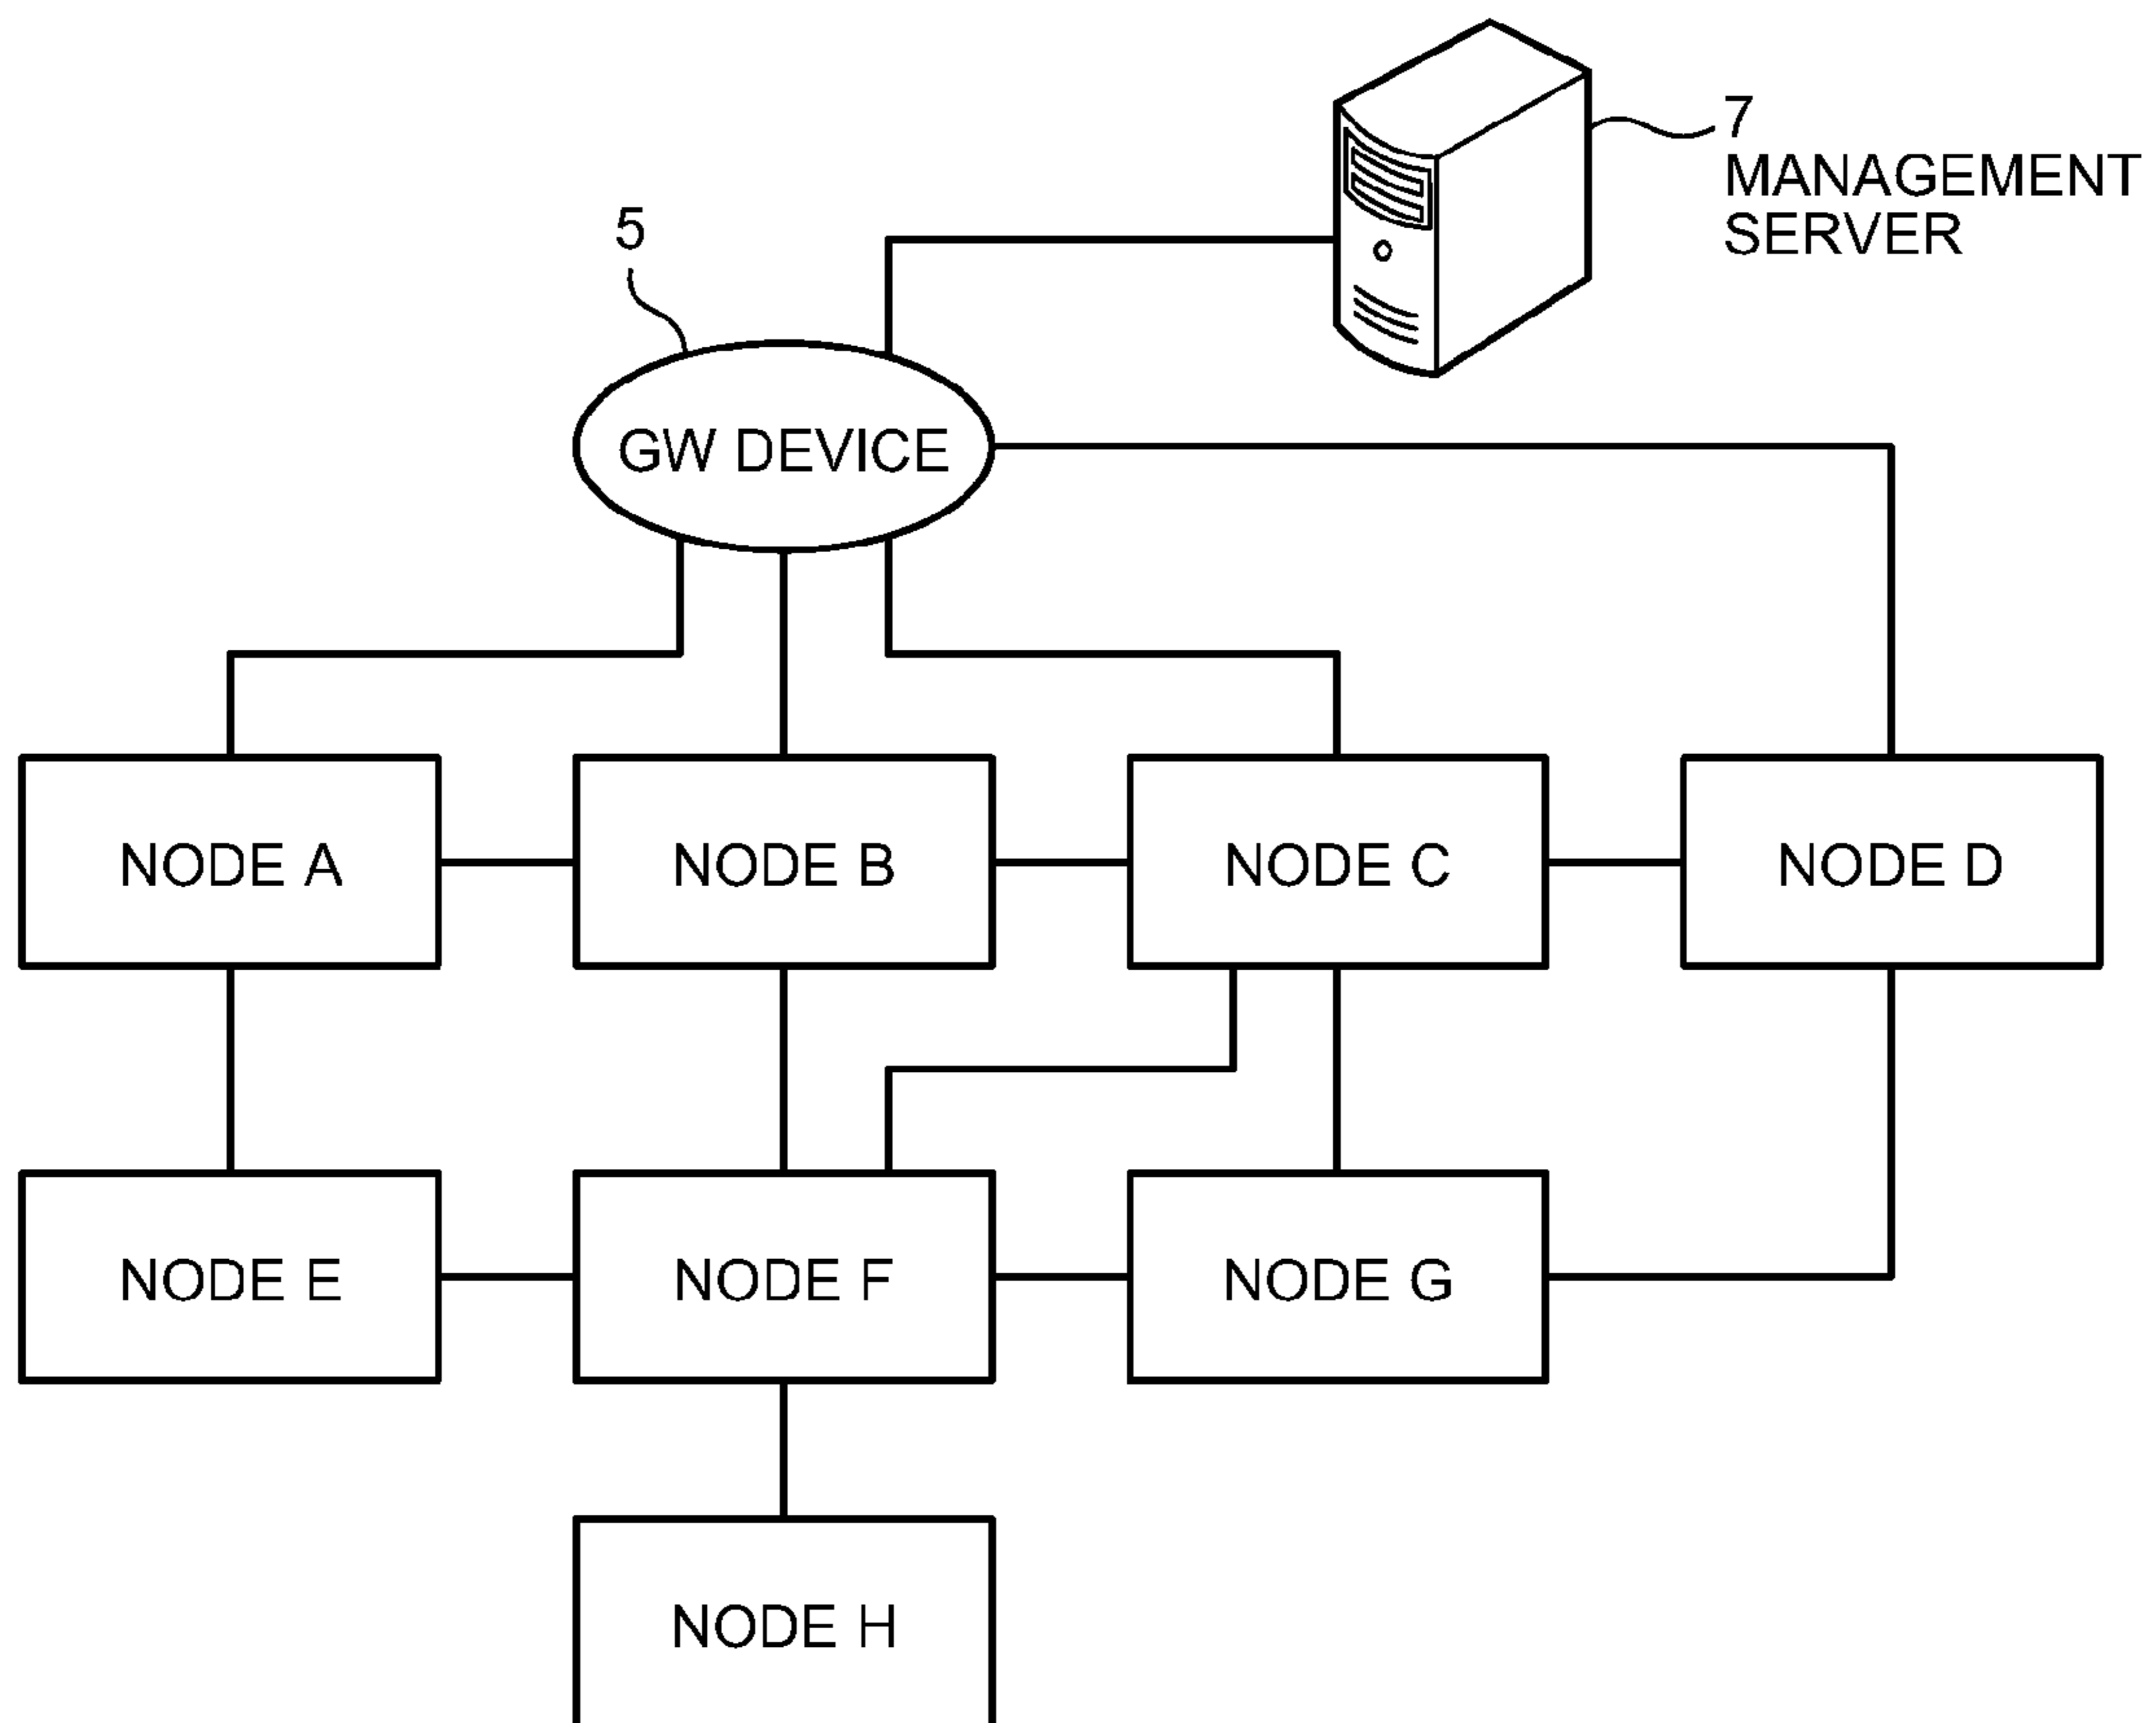 7
MANAGEMENT
SERVER
5
GW DEVICE
NODE A
NODE B
NODE C
NODE D
NODE E
NODE F
NODE G
NODE H